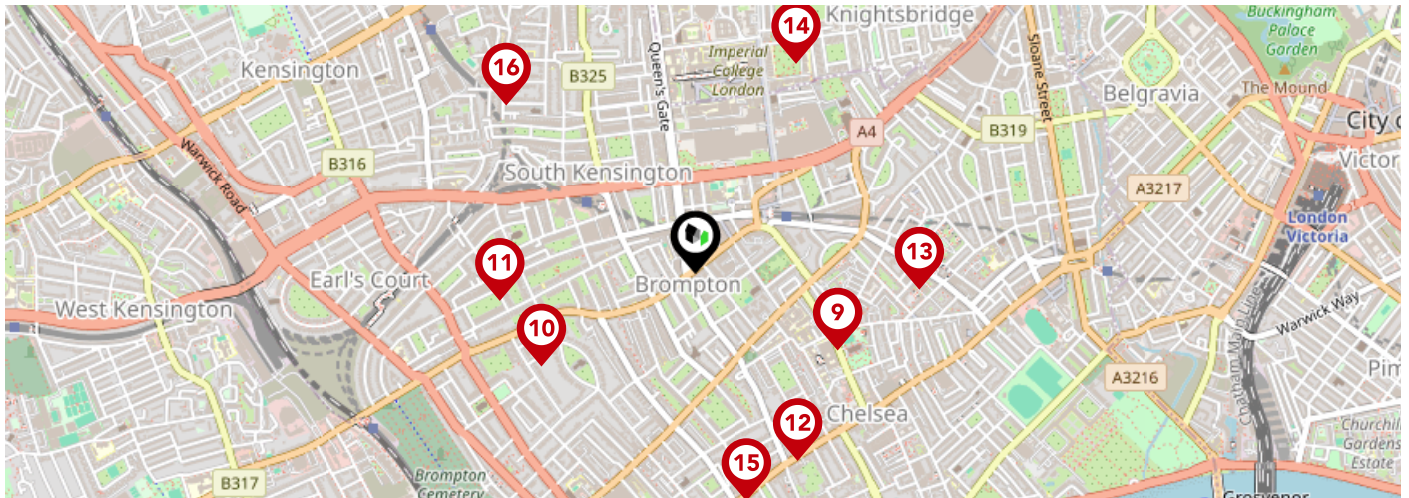 Knightsbridge
Buckingham
Palace
Garden
14
Kensington
16
B325
Queen's Gate
Imperial
College
London
Sloane Street
Belgravia
The Mound
A4
B319
City
Warwick Road
B316
South Kensington
Victor
A3217
London
Victoria
13
11
Earl's Court
Brompton
West Kensington
9
10
Chatham Main Line
Warwick Way
A3216
Pim
12
Chelsea
15
Churchill
Gardens
Estate
B317
Brompton
Cemetery
Grosvenor